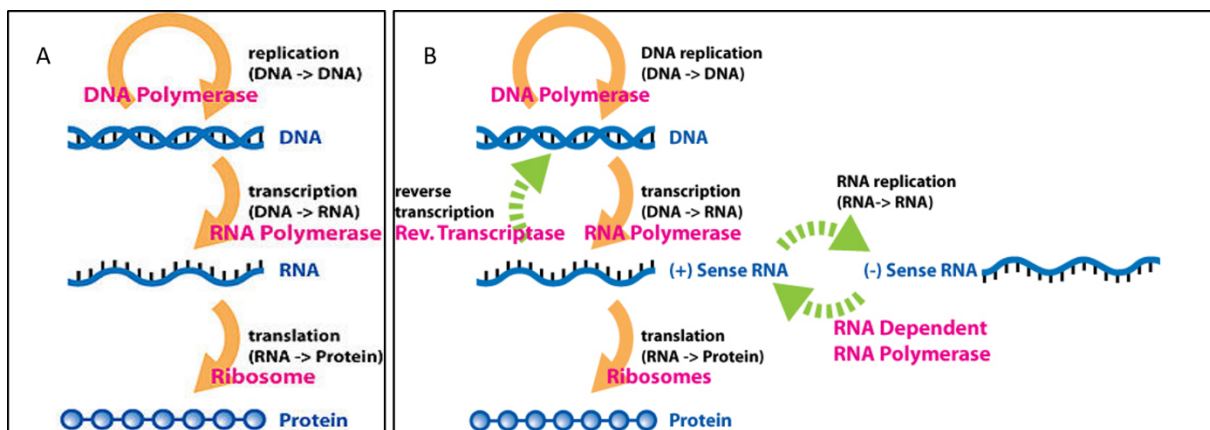 A
replication
(DNA -> DNA)
DNA Polymerase
DNA
transcription
(DNA -> RNA)
RNA Polymerase
RNA
translation
(RNA -> Protein)
Ribosome
Protein
B
DNA replication
(DNA -> DNA)
DNA Polymerase
DNA
reverse
transcription
Rev. Transcriptase
transcription
(DNA -> RNA)
RNA Polymerase
RNA replication
(RNA-> RNA)
(+) Sense RNA
(-) Sense RNA
RNA Dependent
RNA Polymerase
translation
(RNA -> Protein)
Ribosomes
Protein